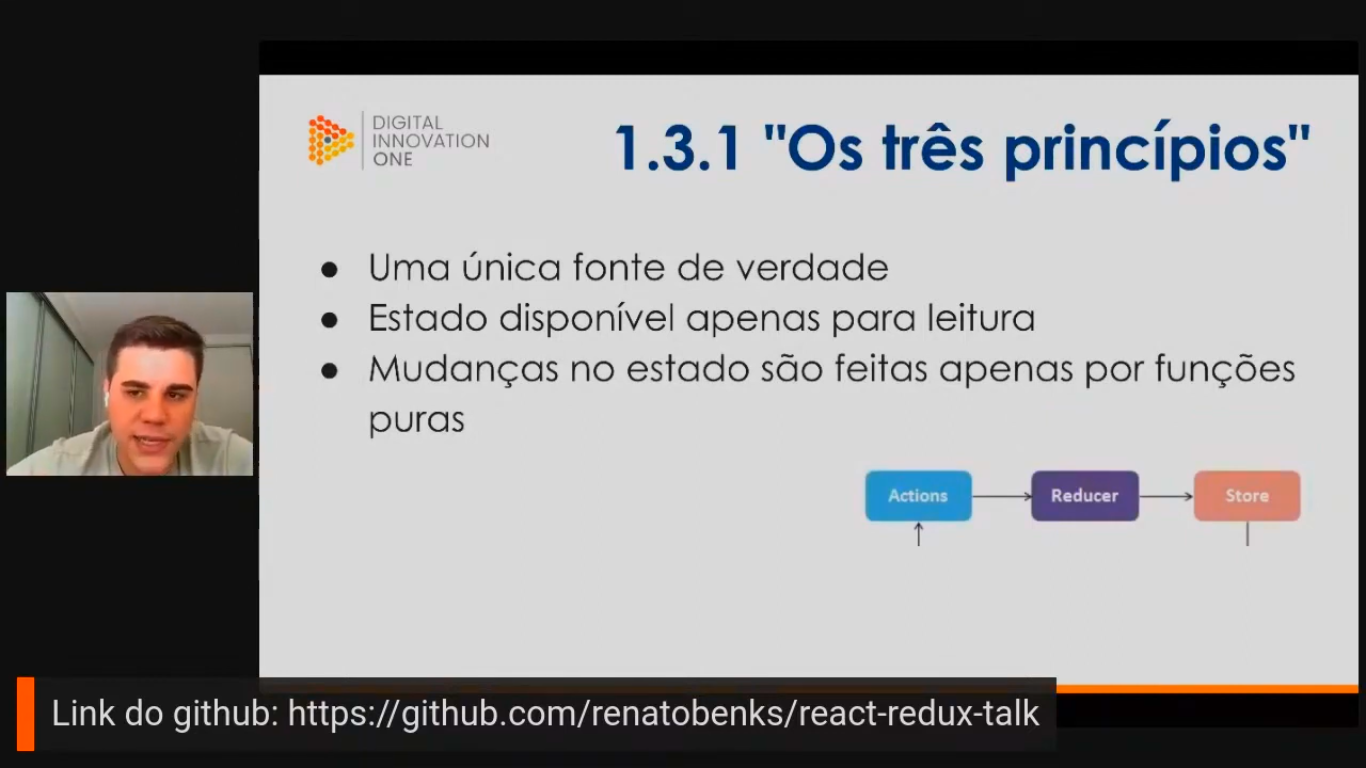 DIGITAL
INNOVATION
ONE
1.3.1 "Os três princípios"
● Uma única fonte de verdade
● Estado disponível apenas para leitura
● Mudanças no estado são feitas apenas por funções
puras
Actions
Reducer
Store
Link do github: https://github.com/renatobenks/react-redux-talk